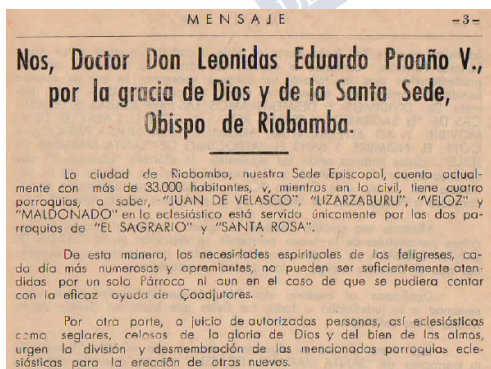 MENSAJE —3—
Nos, Doctor Don Leonidas Eduardo Proaño V.,
por la gracia de Dios y de la Santa Sede,
Obispo de Riobamba.
La ciudad de Riobamba, nuestra Sede Episcopal, cuenta actual-
mente con más de 33.000 habitantes, y, mientras en lo civil, tiene cuatro
parroquias, a saber, "JUAN DE VELASCO", "LIZARZABURU", "VELOZ" y
"MALDONADO" en lo eclesiástico está servida únicamente por las dos pa-
rroquias de "EL SAGRARIO" y "SANTA ROSA".
De esta manera, las necesidades espirituales de los feligreses, ca-
da día más numerosos y apremiantes, no pueden ser suficientemente aten-
didas por un solo Párroco ni aun en el caso de que se pudiera contar
con la eficaz ayuda de Coadjutores.
Por otra parte, a juicio de autorizadas personas, así eclesiásticas
como seglares, celosas de la gloria de Dios y del bien de las almas,
urgen la división y desmembración de las mencionadas parroquias ecle-
siásticas para la erección de otras nuevas.